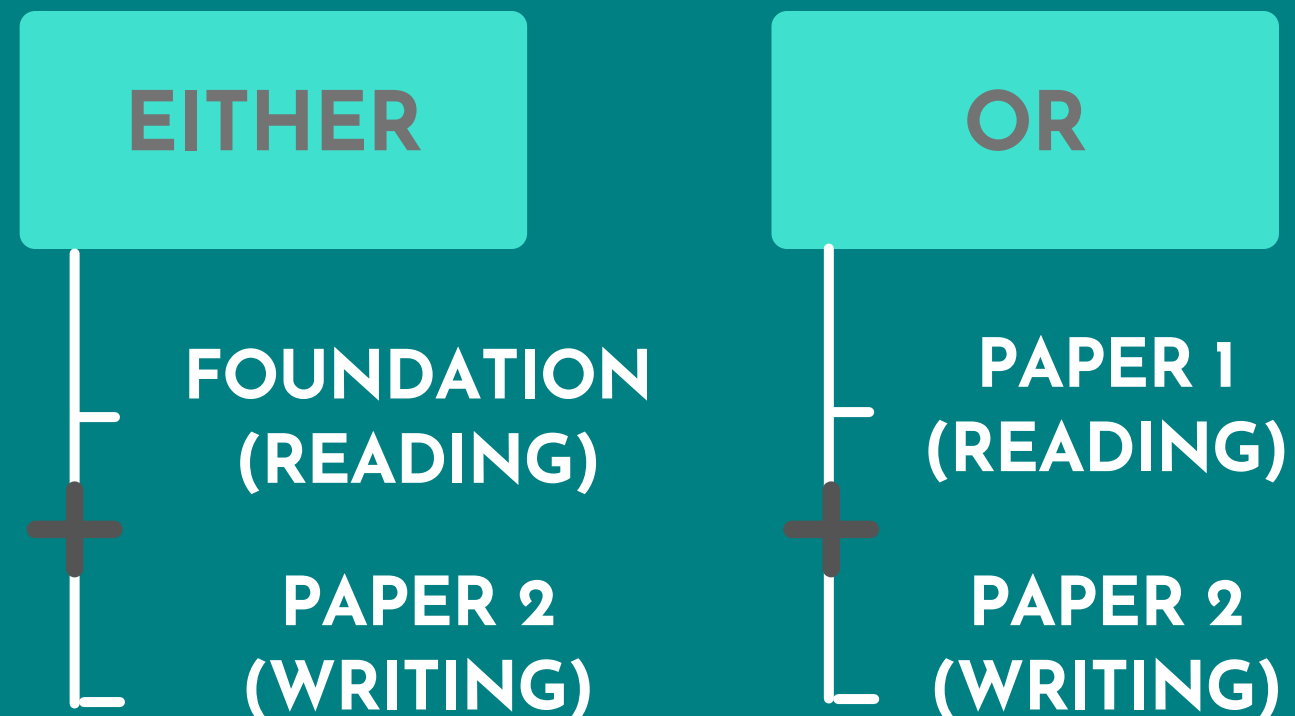 EITHER
FOUNDATION
(READING)
PAPER 2
(WRITING)
OR
PAPER 1
(READING)
PAPER 2
(WRITING)